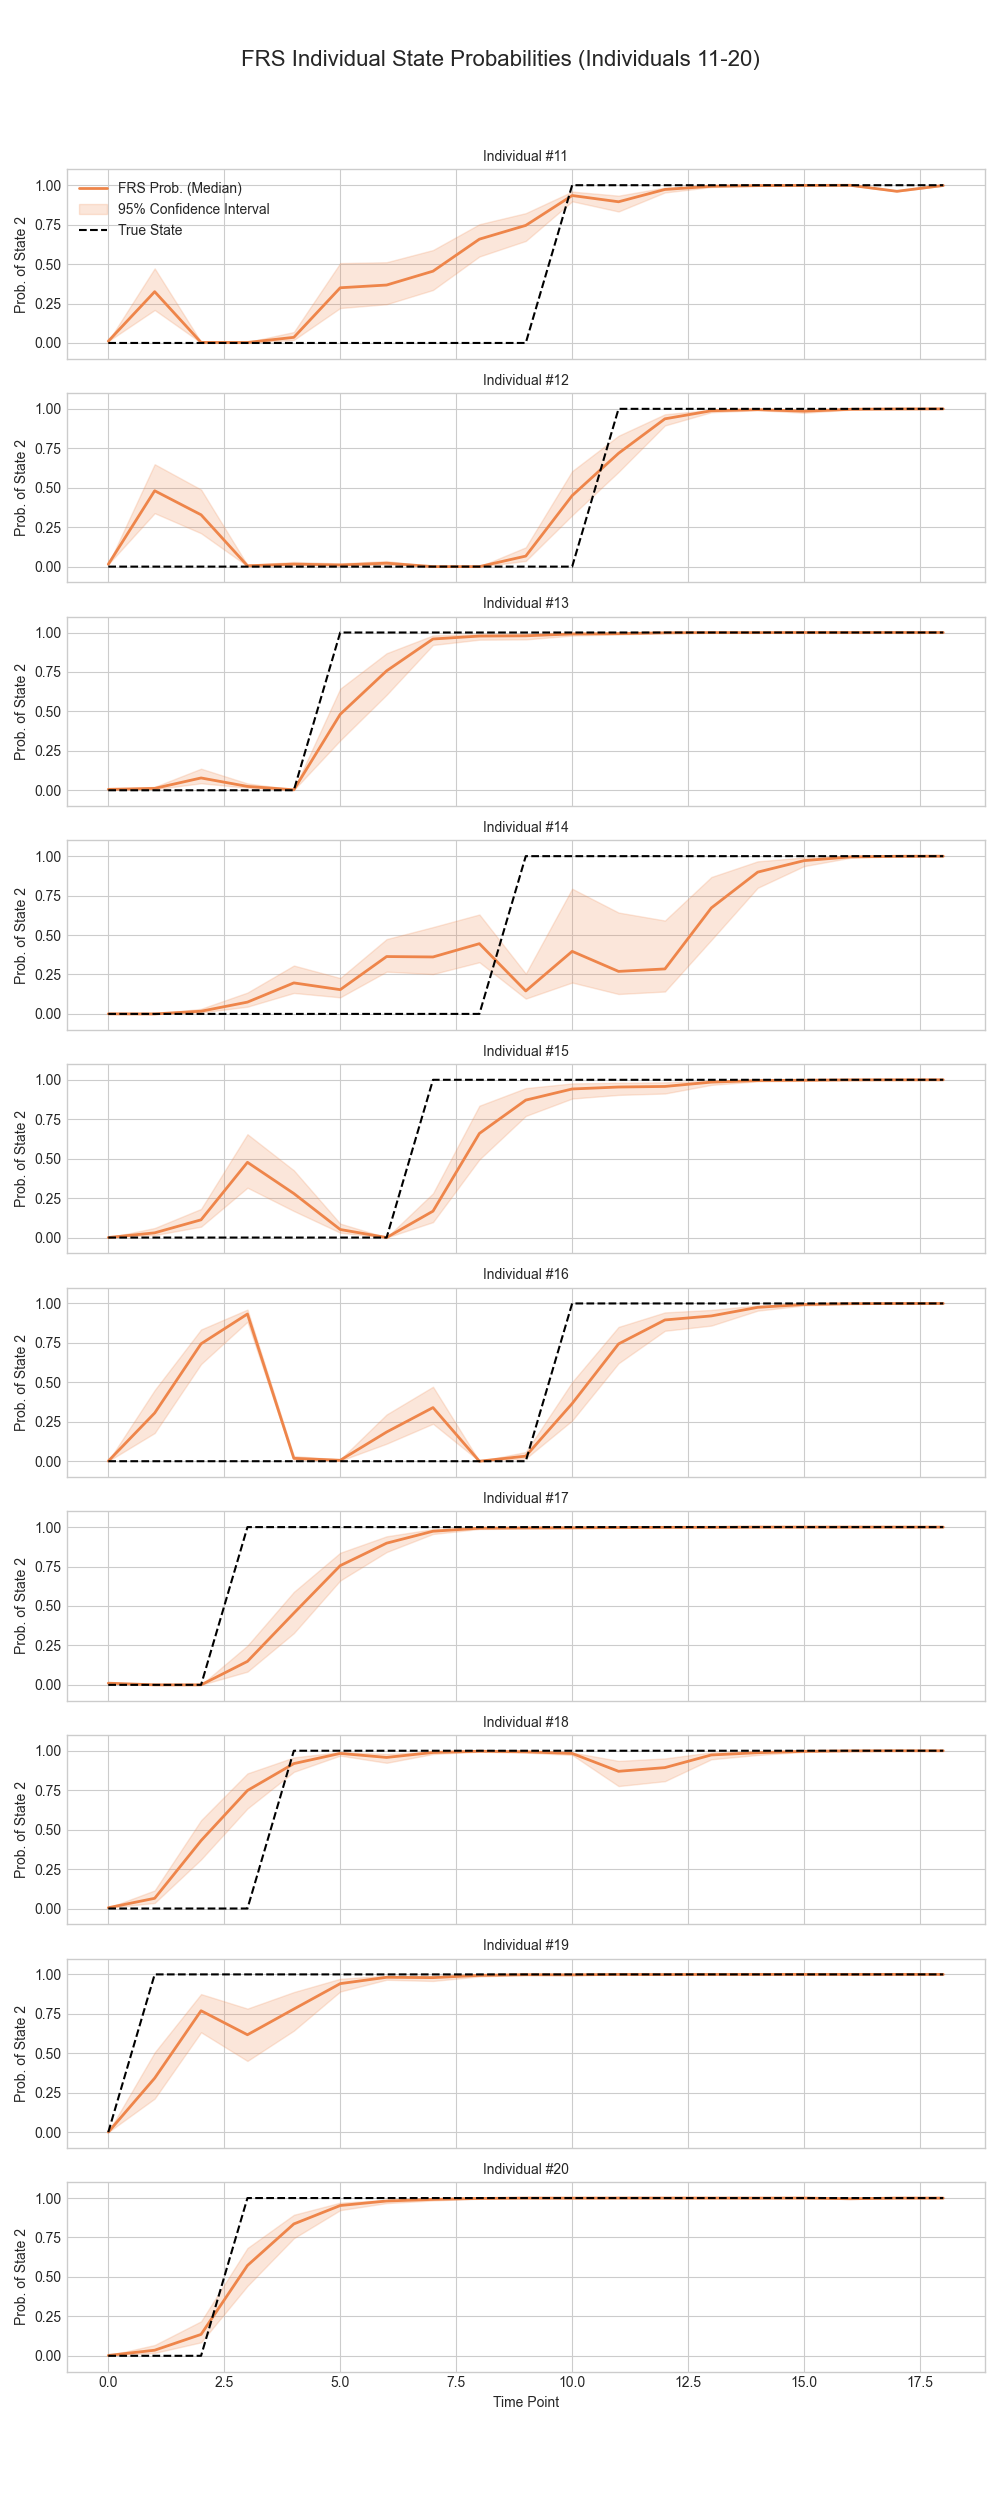 FRS Individual State Probabilities (Individuals 11-20)
Individual #11
FRS Prob. (Median)
95% Confidence Interval
True State
Prob. of State 2
1.00
0.75
0.50
0.25
0.00
Individual #12
Prob. of State 2
1.00
0.75
0.50
0.25
0.00
Individual #13
Prob. of State 2
1.00
0.75
0.50
0.25
0.00
Individual #14
Prob. of State 2
1.00
0.75
0.50
0.25
0.00
Individual #15
Prob. of State 2
1.00
0.75
0.50
0.25
0.00
Individual #16
Prob. of State 2
1.00
0.75
0.50
0.25
0.00
Individual #17
Prob. of State 2
1.00
0.75
0.50
0.25
0.00
Individual #18
Prob. of State 2
1.00
0.75
0.50
0.25
0.00
Individual #19
Prob. of State 2
1.00
0.75
0.50
0.25
0.00
Individual #20
Prob. of State 2
1.00
0.75
0.50
0.25
0.00
0.0 2.5 5.0 7.5 10.0 12.5 15.0 17.5
Time Point